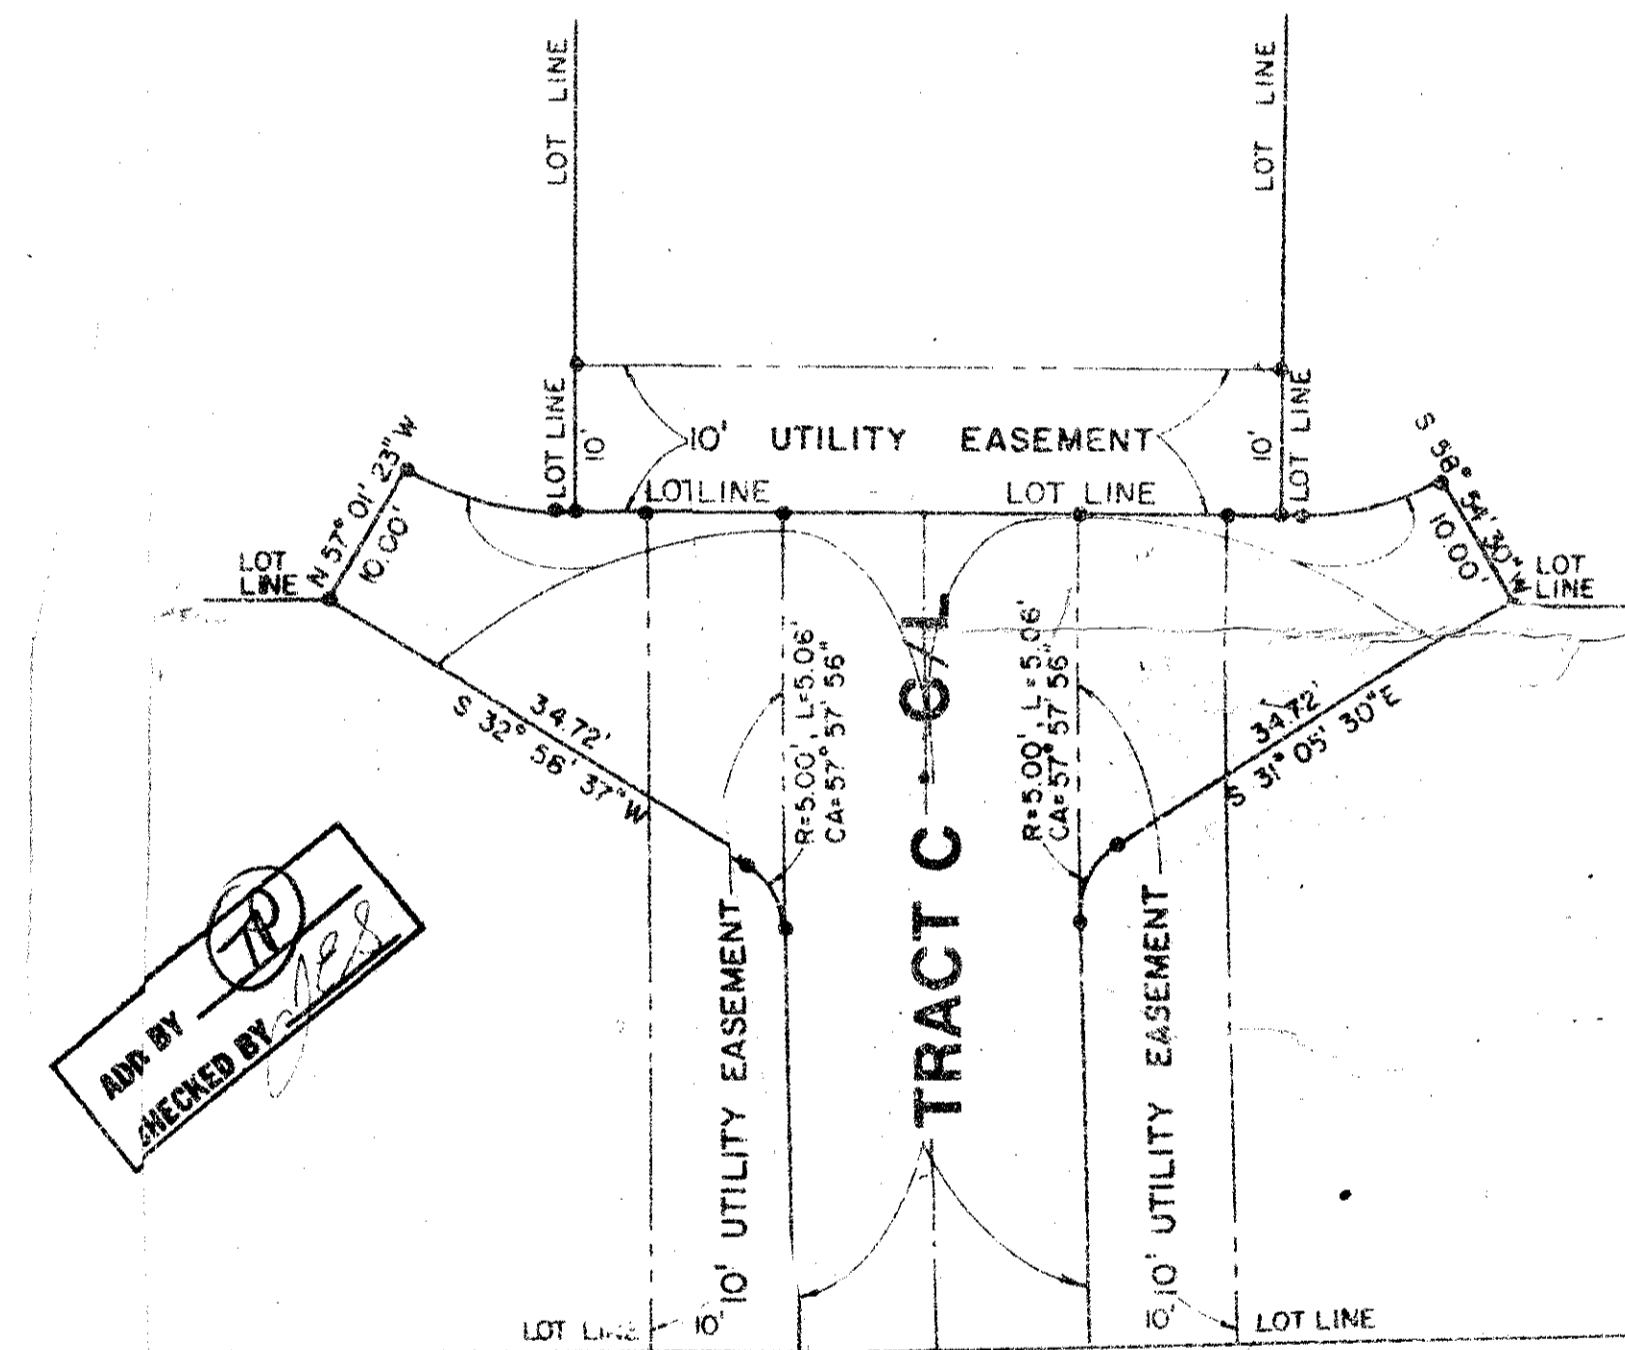 LOT LINE
LOT LINE
LOT LINE
10'
10' UTILITY EASEMENT
10'
LOT LINE
LOT LINE
LOT LINE
N 57° 01' 23" W
10.00'
S 58° 54' 30" W
10.00'
LOT
LINE
LOT
LINE
34.72'
S 32° 56' 37" W
R=5.00', L=5.06'
CA=57° 57' 56"
TRACT C - C/L
R=5.00', L=5.06'
CA=57° 57' 56"
34.72'
S 31° 05' 30" E
ADD. BY
CHECKED BY
10' UTILITY EASEMENT
10' UTILITY EASEMENT
LOT LINE
10'
10'
LOT LINE